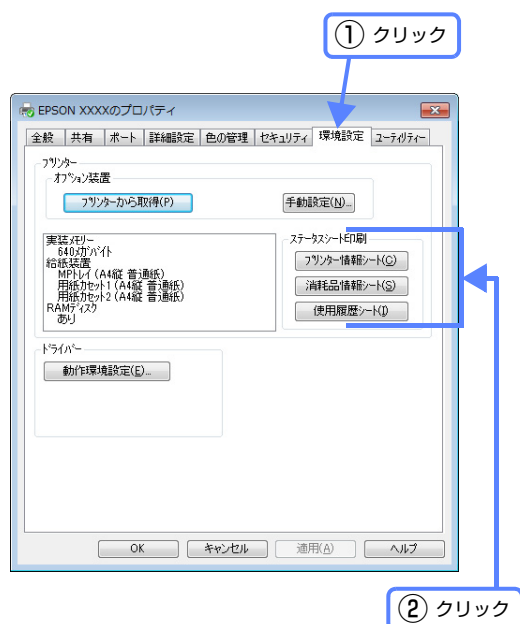 ① クリック
EPSON XXXXのプロパティ
全般 共有 ポート 詳細設定 色の管理 セキュリティ 環境設定 ユーティリティー
プリンター
オプション装置
プリンターから取得(P)
手動設定(N)...
実装メモリー
640メガバイト
給紙装置
MPトレイ (A4縦 普通紙)
用紙カセット1 (A4縦 普通紙)
用紙カセット2 (A4縦 普通紙)
RAMディスク
あり
ステータスシート印刷
プリンター情報シート(C)
消耗品情報シート(S)
使用履歴シート(I)
ドライバー
動作環境設定(E)...
OK キャンセル 適用(A) ヘルプ
② クリック